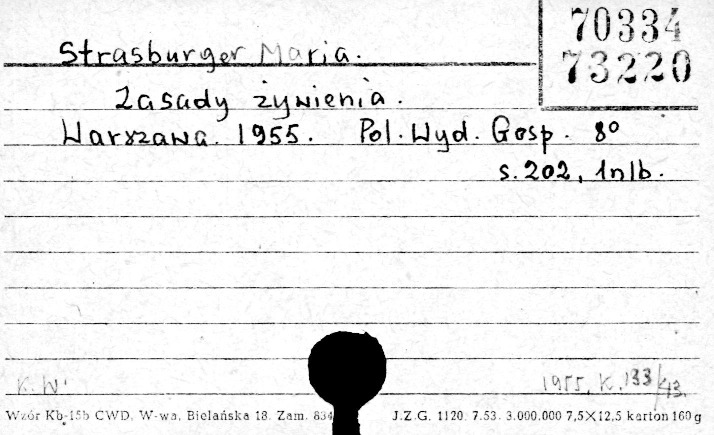 70334
73220
Strasburger Maria.
Zasady żywienia.
Warszawa. 1955. Pol. Wyd. Gosp. 8°
s. 202, 1nlb.
K. W. 1955. K. 133/43.
Wzór Kb-15b CWD, W-wa, Bielańska 18. Zam. 834 J.Z.G. 1120. 7.53. 3.000.000 7,5×12,5 karton 160 g